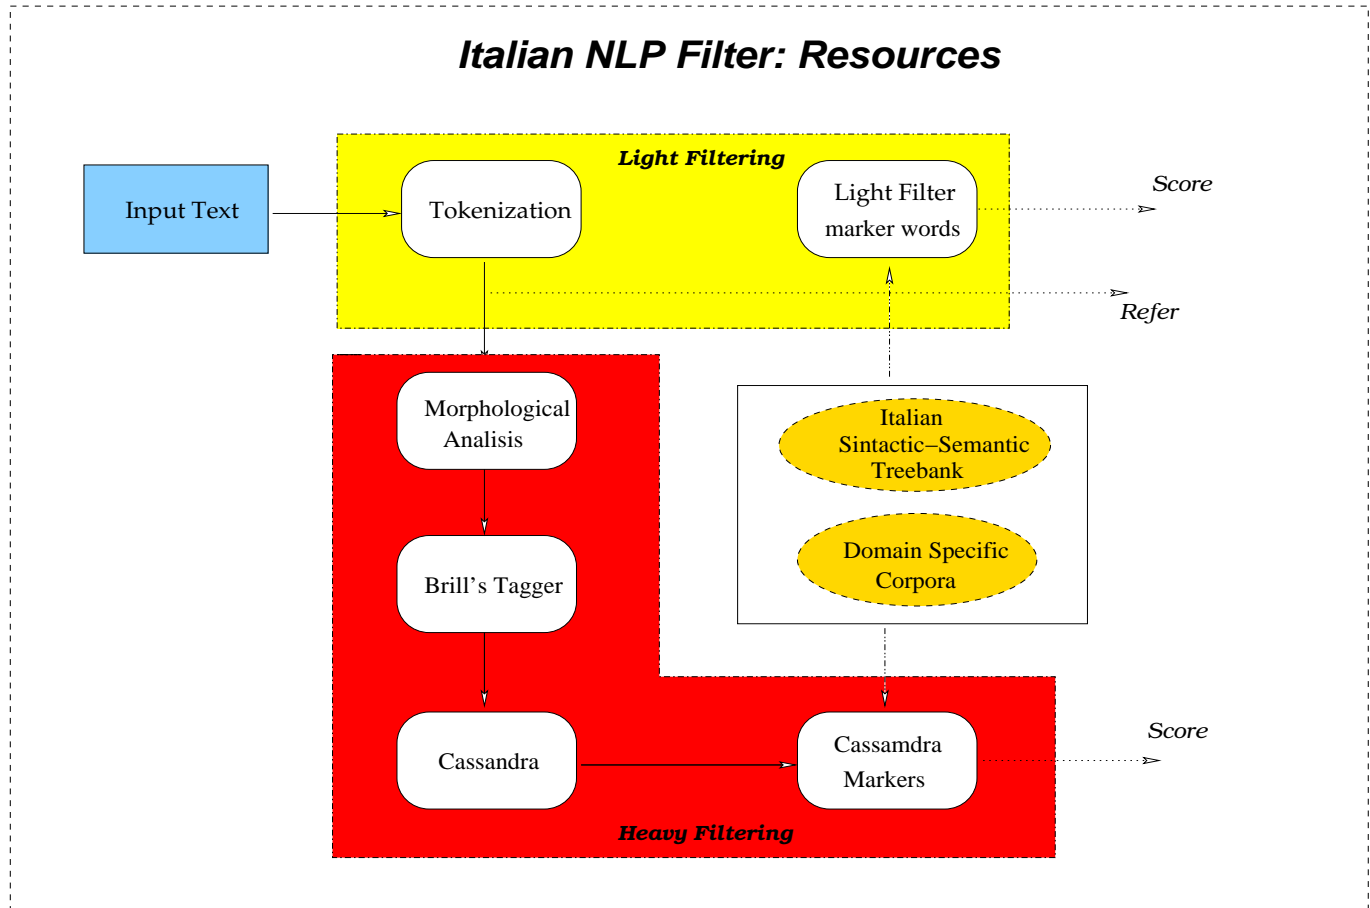 Italian NLP Filter: Resources
Light Filtering
Input Text
Tokenization
Light Filter
marker words
Score
Refer
Morphological
Analisis
Italian
Sintactic–Semantic
Treebank
Domain Specific
Corpora
Brill's Tagger
Cassandra
Cassamdra
Markers
Score
Heavy Filtering